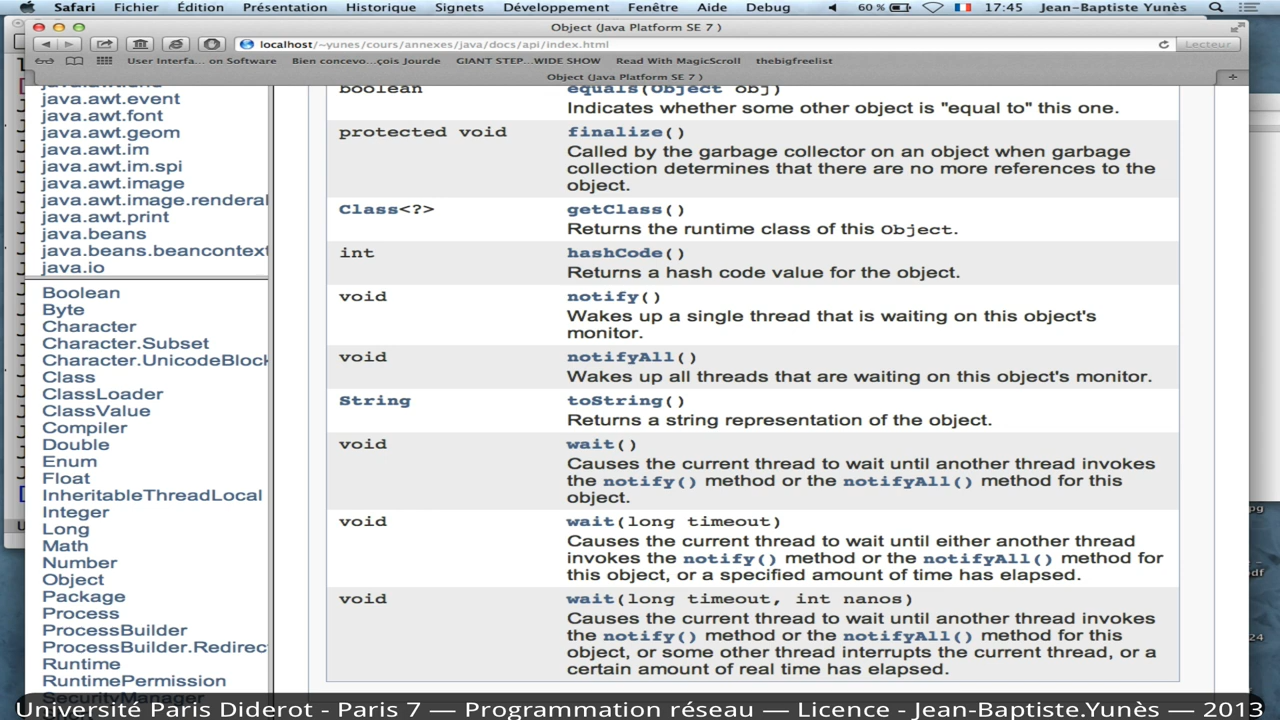 Safari Fichier Édition Présentation Historique Signets Développement Fenêtre Aide Debug 60 % 17:45 Jean-Baptiste Yunès
Object (Java Platform SE 7 )
localhost/~yunes/cours/annexes/java/docs/api/index.html Lecteur
User Interfa... on Software Bien concevo...çois Jourde GIANT STEP...WIDE SHOW Read With MagicScroll thebigfreelist
Object (Java Platform SE 7 )
java.awt.event
java.awt.font
java.awt.geom
java.awt.im
java.awt.im.spi
java.awt.image
java.awt.image.renderal
java.awt.print
java.beans
java.beans.beancontext
java.io
Boolean
Byte
Character
Character.Subset
Character.UnicodeBlock
Class
ClassLoader
ClassValue
Compiler
Double
Enum
Float
InheritableThreadLocal
Integer
Long
Math
Number
Object
Package
Process
ProcessBuilder
ProcessBuilder.Redirec
Runtime
RuntimePermission
SecurityManager
boolean equals(Object obj)
Indicates whether some other object is "equal to" this one.
protected void finalize()
Called by the garbage collector on an object when garbage
collection determines that there are no more references to the
object.
Class<?> getClass()
Returns the runtime class of this Object.
int hashCode()
Returns a hash code value for the object.
void notify()
Wakes up a single thread that is waiting on this object's
monitor.
void notifyAll()
Wakes up all threads that are waiting on this object's monitor.
String toString()
Returns a string representation of the object.
void wait()
Causes the current thread to wait until another thread invokes
the notify() method or the notifyAll() method for this
object.
void wait(long timeout)
Causes the current thread to wait until either another thread
invokes the notify() method or the notifyAll() method for
this object, or a specified amount of time has elapsed.
void wait(long timeout, int nanos)
Causes the current thread to wait until another thread invokes
the notify() method or the notifyAll() method for this
object, or some other thread interrupts the current thread, or a
certain amount of real time has elapsed.
Université Paris Diderot - Paris 7 — Programmation réseau — Licence - Jean-Baptiste.Yunès — 2013